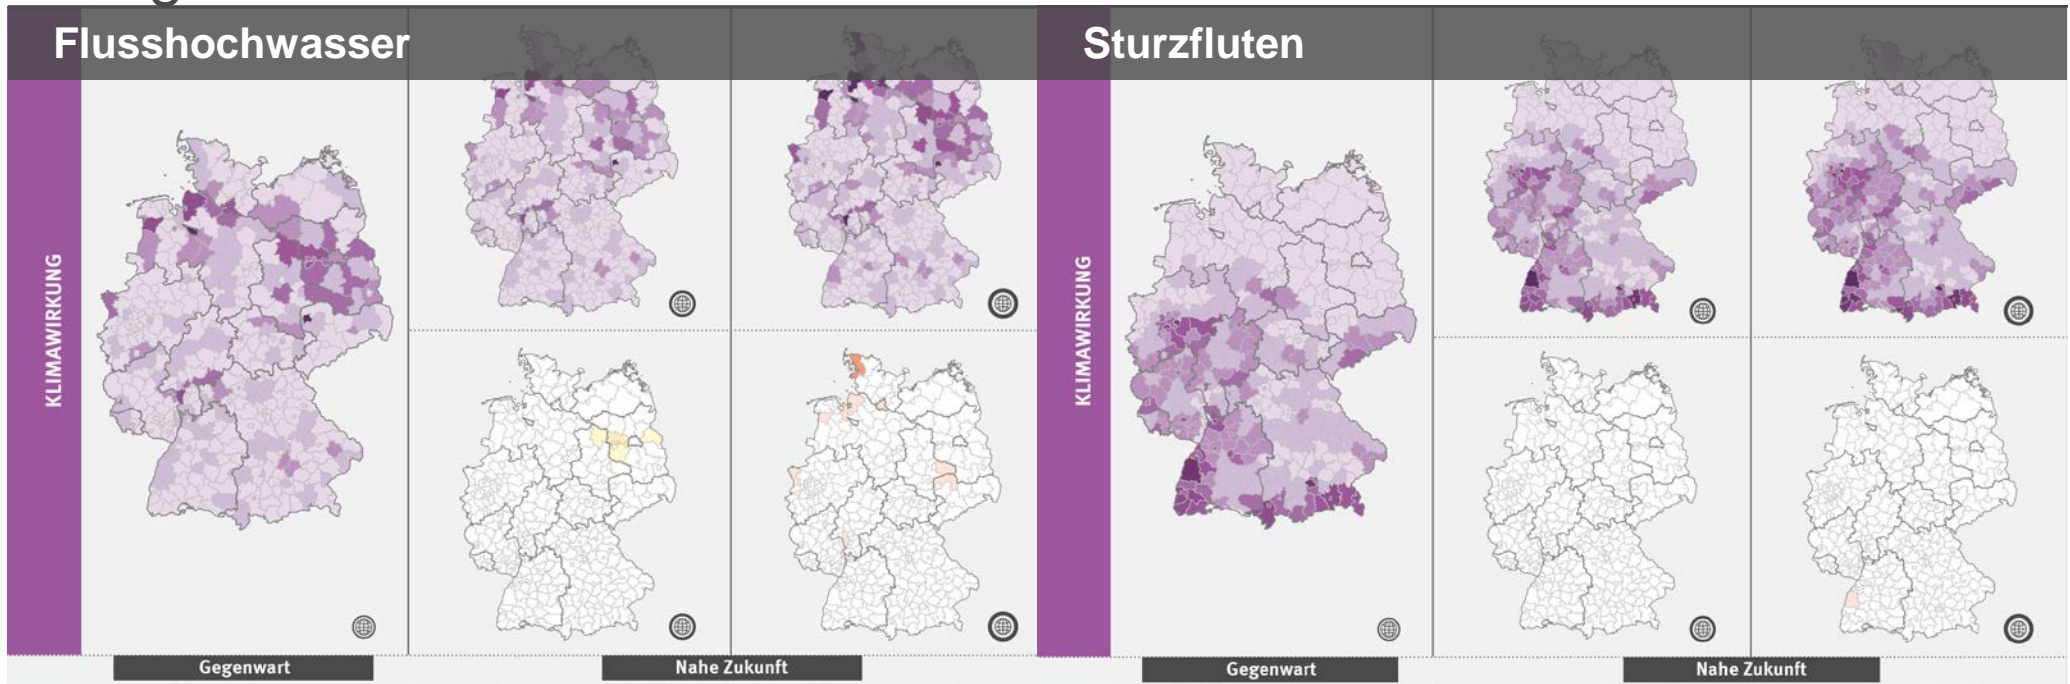 Flusshochwasser
KLIMAWIRKUNG
Gegenwart
Nahe Zukunft
Sturzfluten
KLIMAWIRKUNG
Gegenwart
Nahe Zukunft